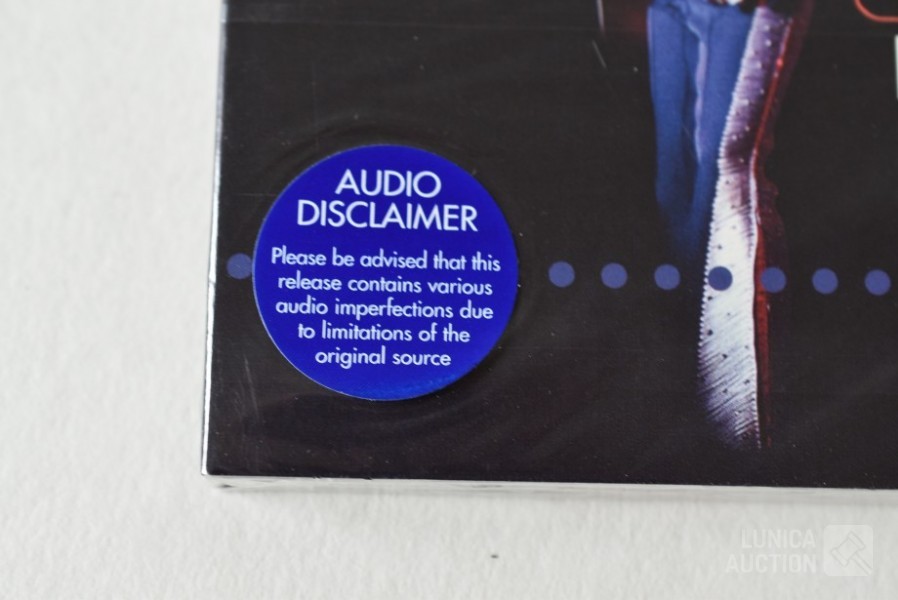 AUDIO
DISCLAIMER
Please be advised that this
release contains various
audio imperfections due
to limitations of the
original source
LUNICA
AUCTION